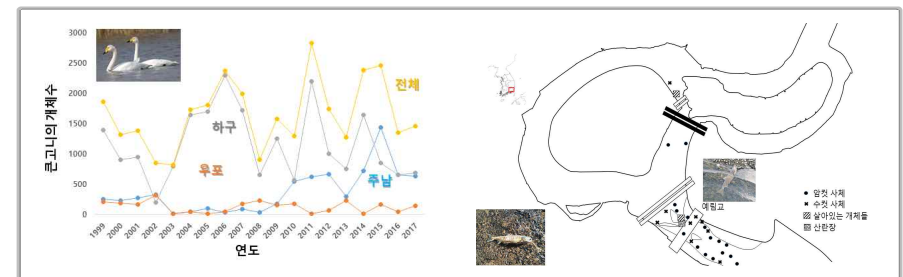 3000
2500
2000
1500
1000
500
0
큰고니의 개체수
전체
하구
우포
주남
1999
2000
2001
2002
2003
2004
2005
2006
2007
2008
2009
2010
2011
2012
2013
2014
2015
2016
2017
연도
예림교
암컷 사체
수컷 사체
살아있는 개체들
산란장